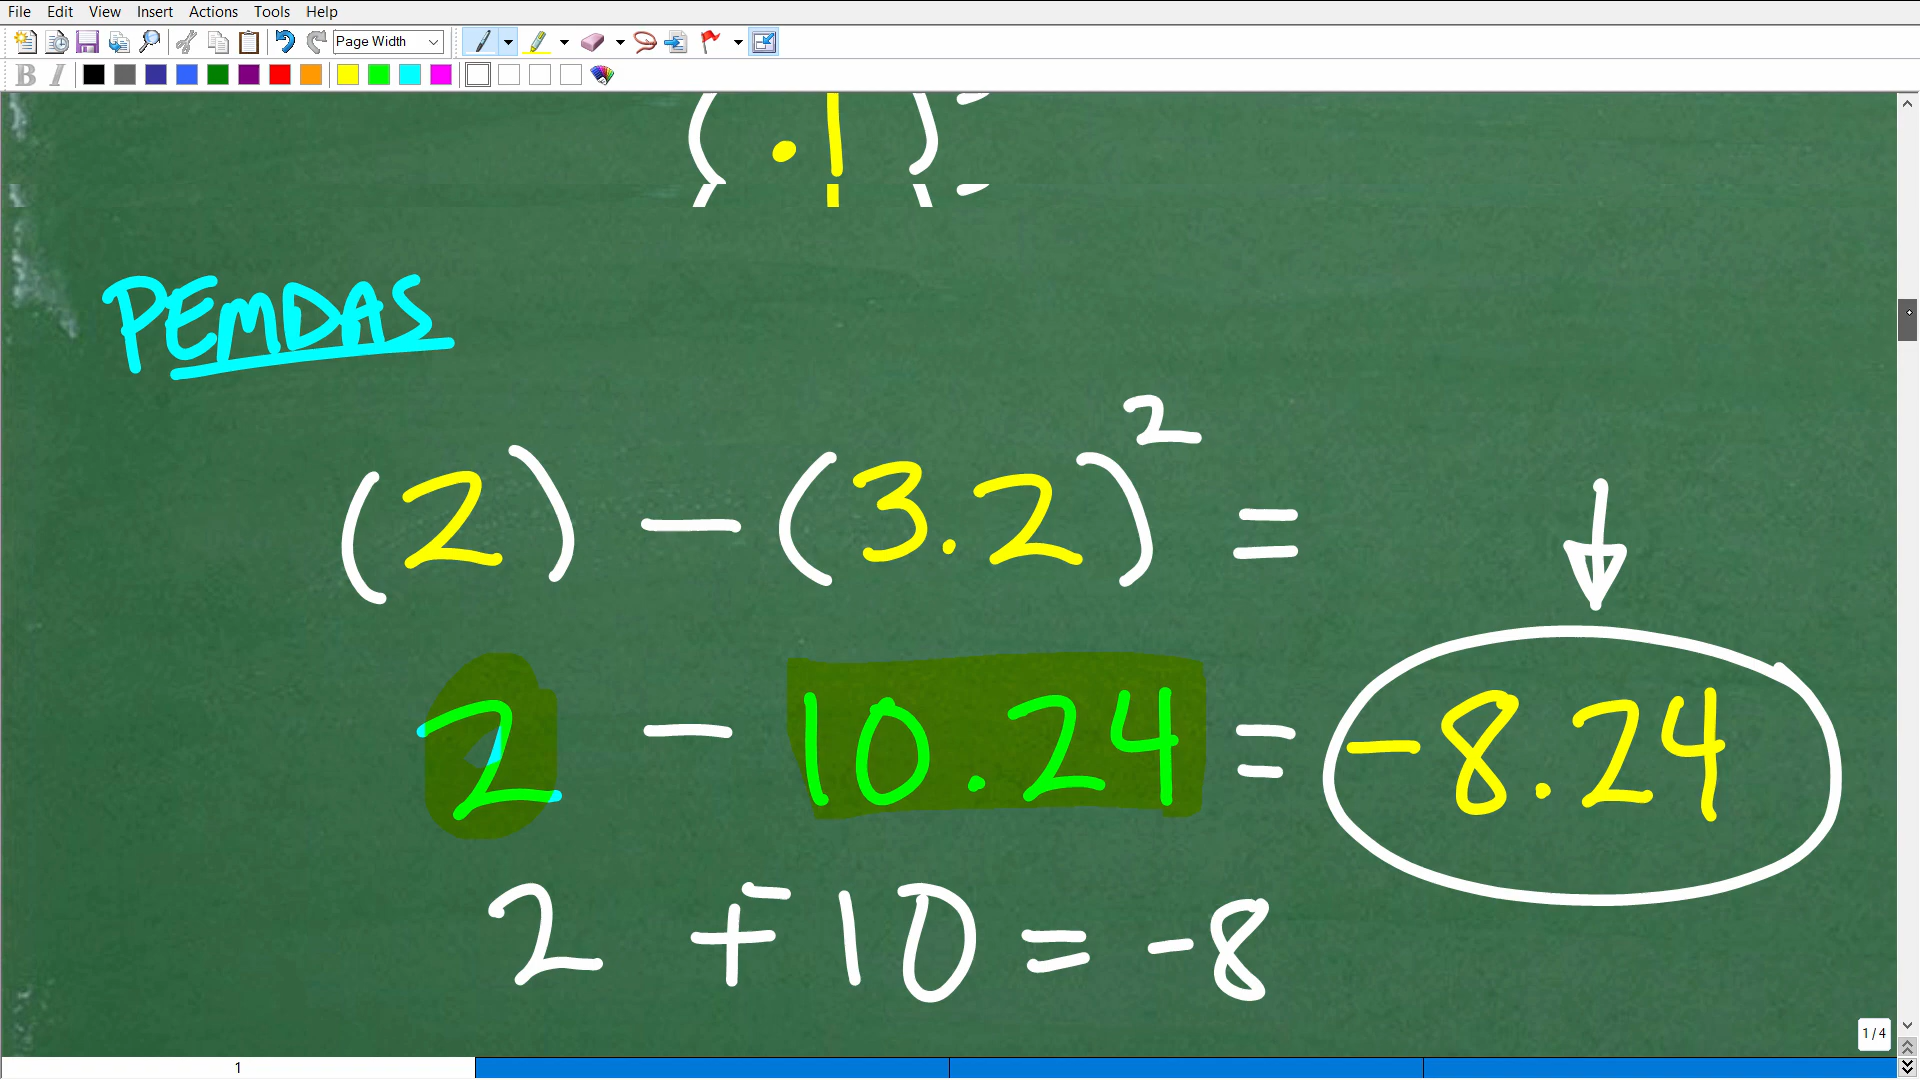 File Edit View Insert Actions Tools Help
Page Width
B I
( .1 )
PEMDAS
(2) - (3.2)² =
2 - 10.24 = -8.24
2 + -10 = -8
1 / 4
1